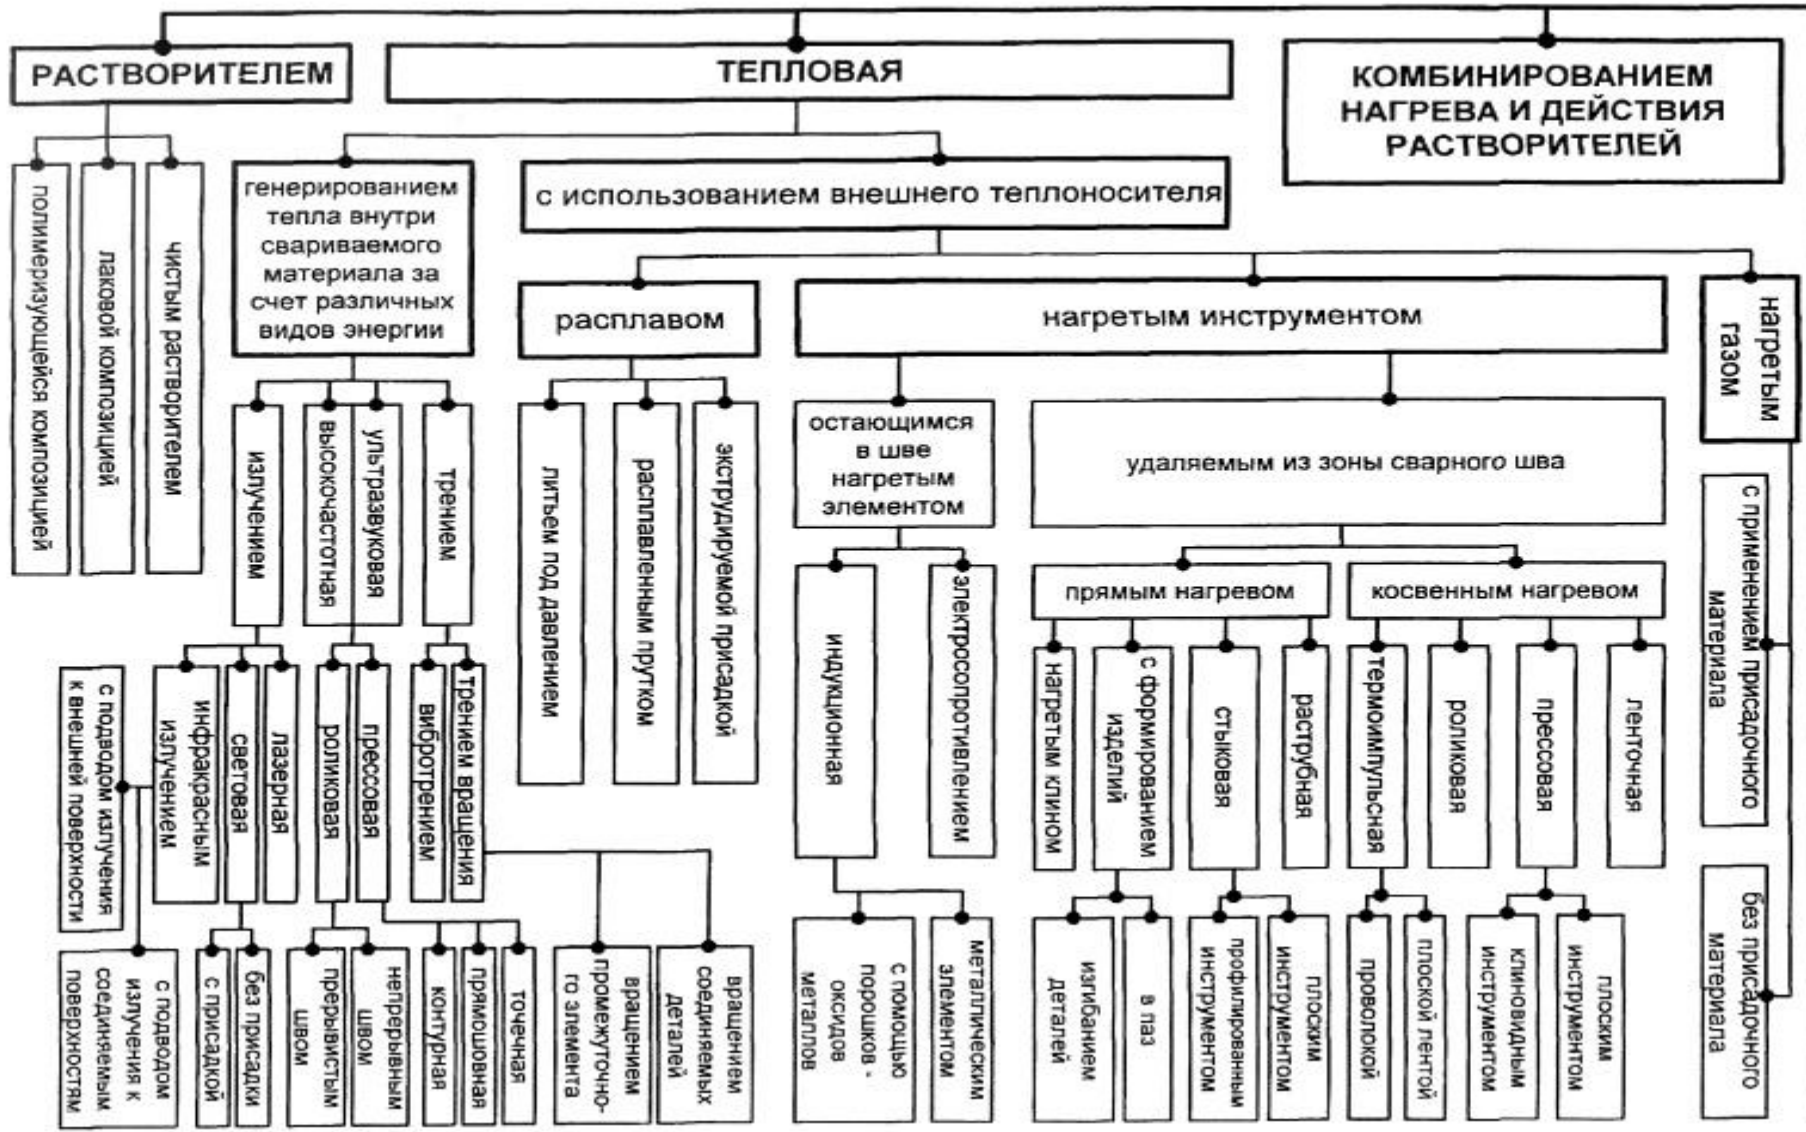 РАСТВОРИТЕЛЕМ
ТЕПЛОВАЯ
КОМБИНИРОВАНИЕМ
НАГРЕВА И ДЕЙСТВИЯ
РАСТВОРИТЕЛЕЙ
полимеризующейся композицией
лаковой композицией
чистым растворителем
генерированием
тепла внутри
свариваемого
материала за
счет различных
видов энергии
с использованием внешнего теплоносителя
расплавом
нагретым инструментом
нагретым
газом
излучением
высокочастотная
ультразвуковая
трением
литьем под давлением
расплавленным прутком
экструдируемой присадкой
остающимся
в шве
нагретым
элементом
удаляемым из зоны сварного шва
с применением присадочного
материала
без присадочного
материала
индукционная
электросопротивлением
прямым нагревом
косвенным нагревом
нагретым клином
с формированием
изделий
стыковая
раструбная
термоимпульсная
роликовая
прессовая
ленточная
с подводом излучения
к внешней поверхности
инфракрасным
излучением
световая
лазерная
роликовая
прессовая
вибротрением
трением вращения
с подводом
излучения к
соединяемым
поверхностям
с присадкой
без присадки
прерывистым
швом
непрерывным
швом
контурная
прямошовная
точечная
вращением
промежуточно-
го элемента
вращением
соединяемых
деталей
с помощью
порошков -
оксидов
металлов
металлическим
элементом
изгибанием
деталей
в паз
профилированным
инструментом
плоским
инструментом
проволокой
плоской лентой
клиновидным
инструментом
плоским
инструментом